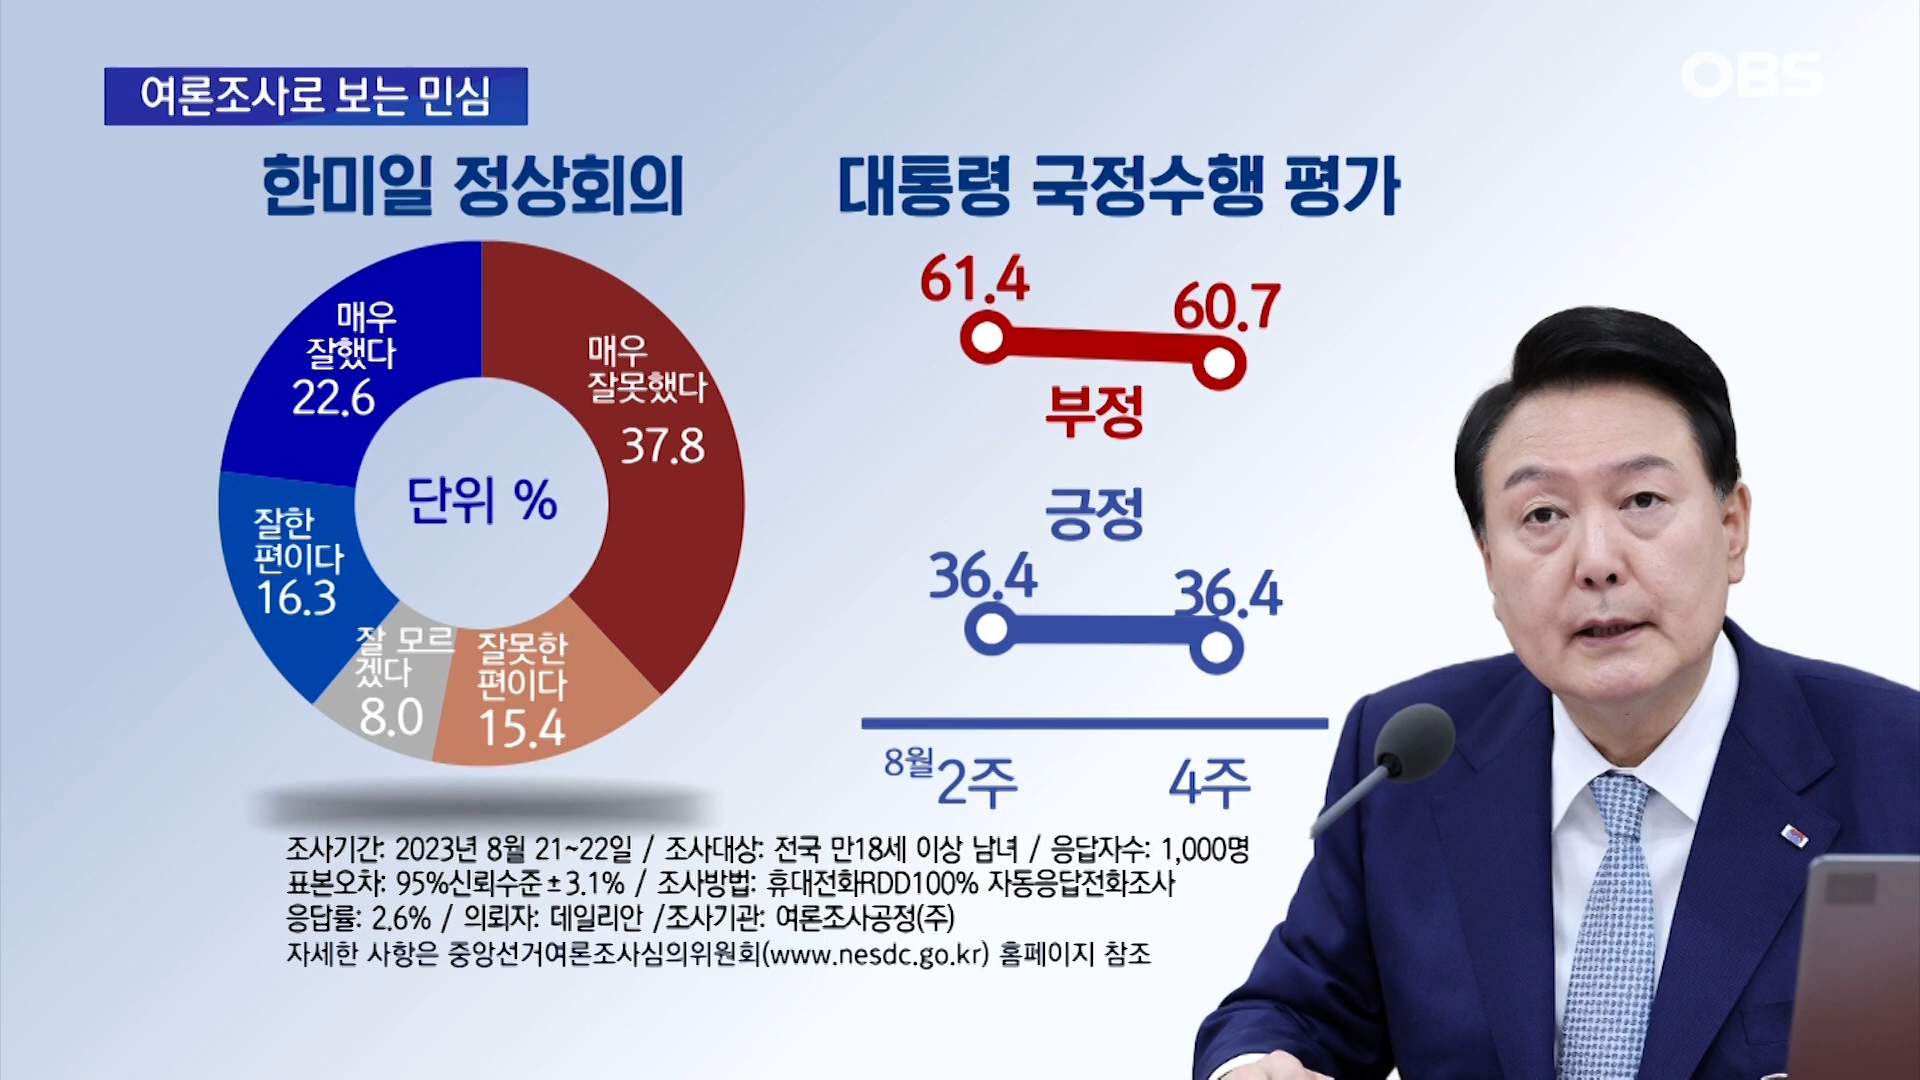 여론조사로 보는 민심
OBS
한미일 정상회의
매우
잘했다
22.6
매우
잘못했다
37.8
단위 %
잘한
편이다
16.3
잘 모르
겠다
8.0
잘못한
편이다
15.4
대통령 국정수행 평가
61.4
60.7
부정
긍정
36.4
36.4
8월2주
4주
조사기간: 2023년 8월 21~22일 / 조사대상: 전국 만18세 이상 남녀 / 응답자수: 1,000명
표본오차: 95%신뢰수준±3.1% / 조사방법: 휴대전화RDD100% 자동응답전화조사
응답률: 2.6% / 의뢰자: 데일리안 /조사기관: 여론조사공정(주)
자세한 사항은 중앙선거여론조사심의위원회(www.nesdc.go.kr) 홈페이지 참조